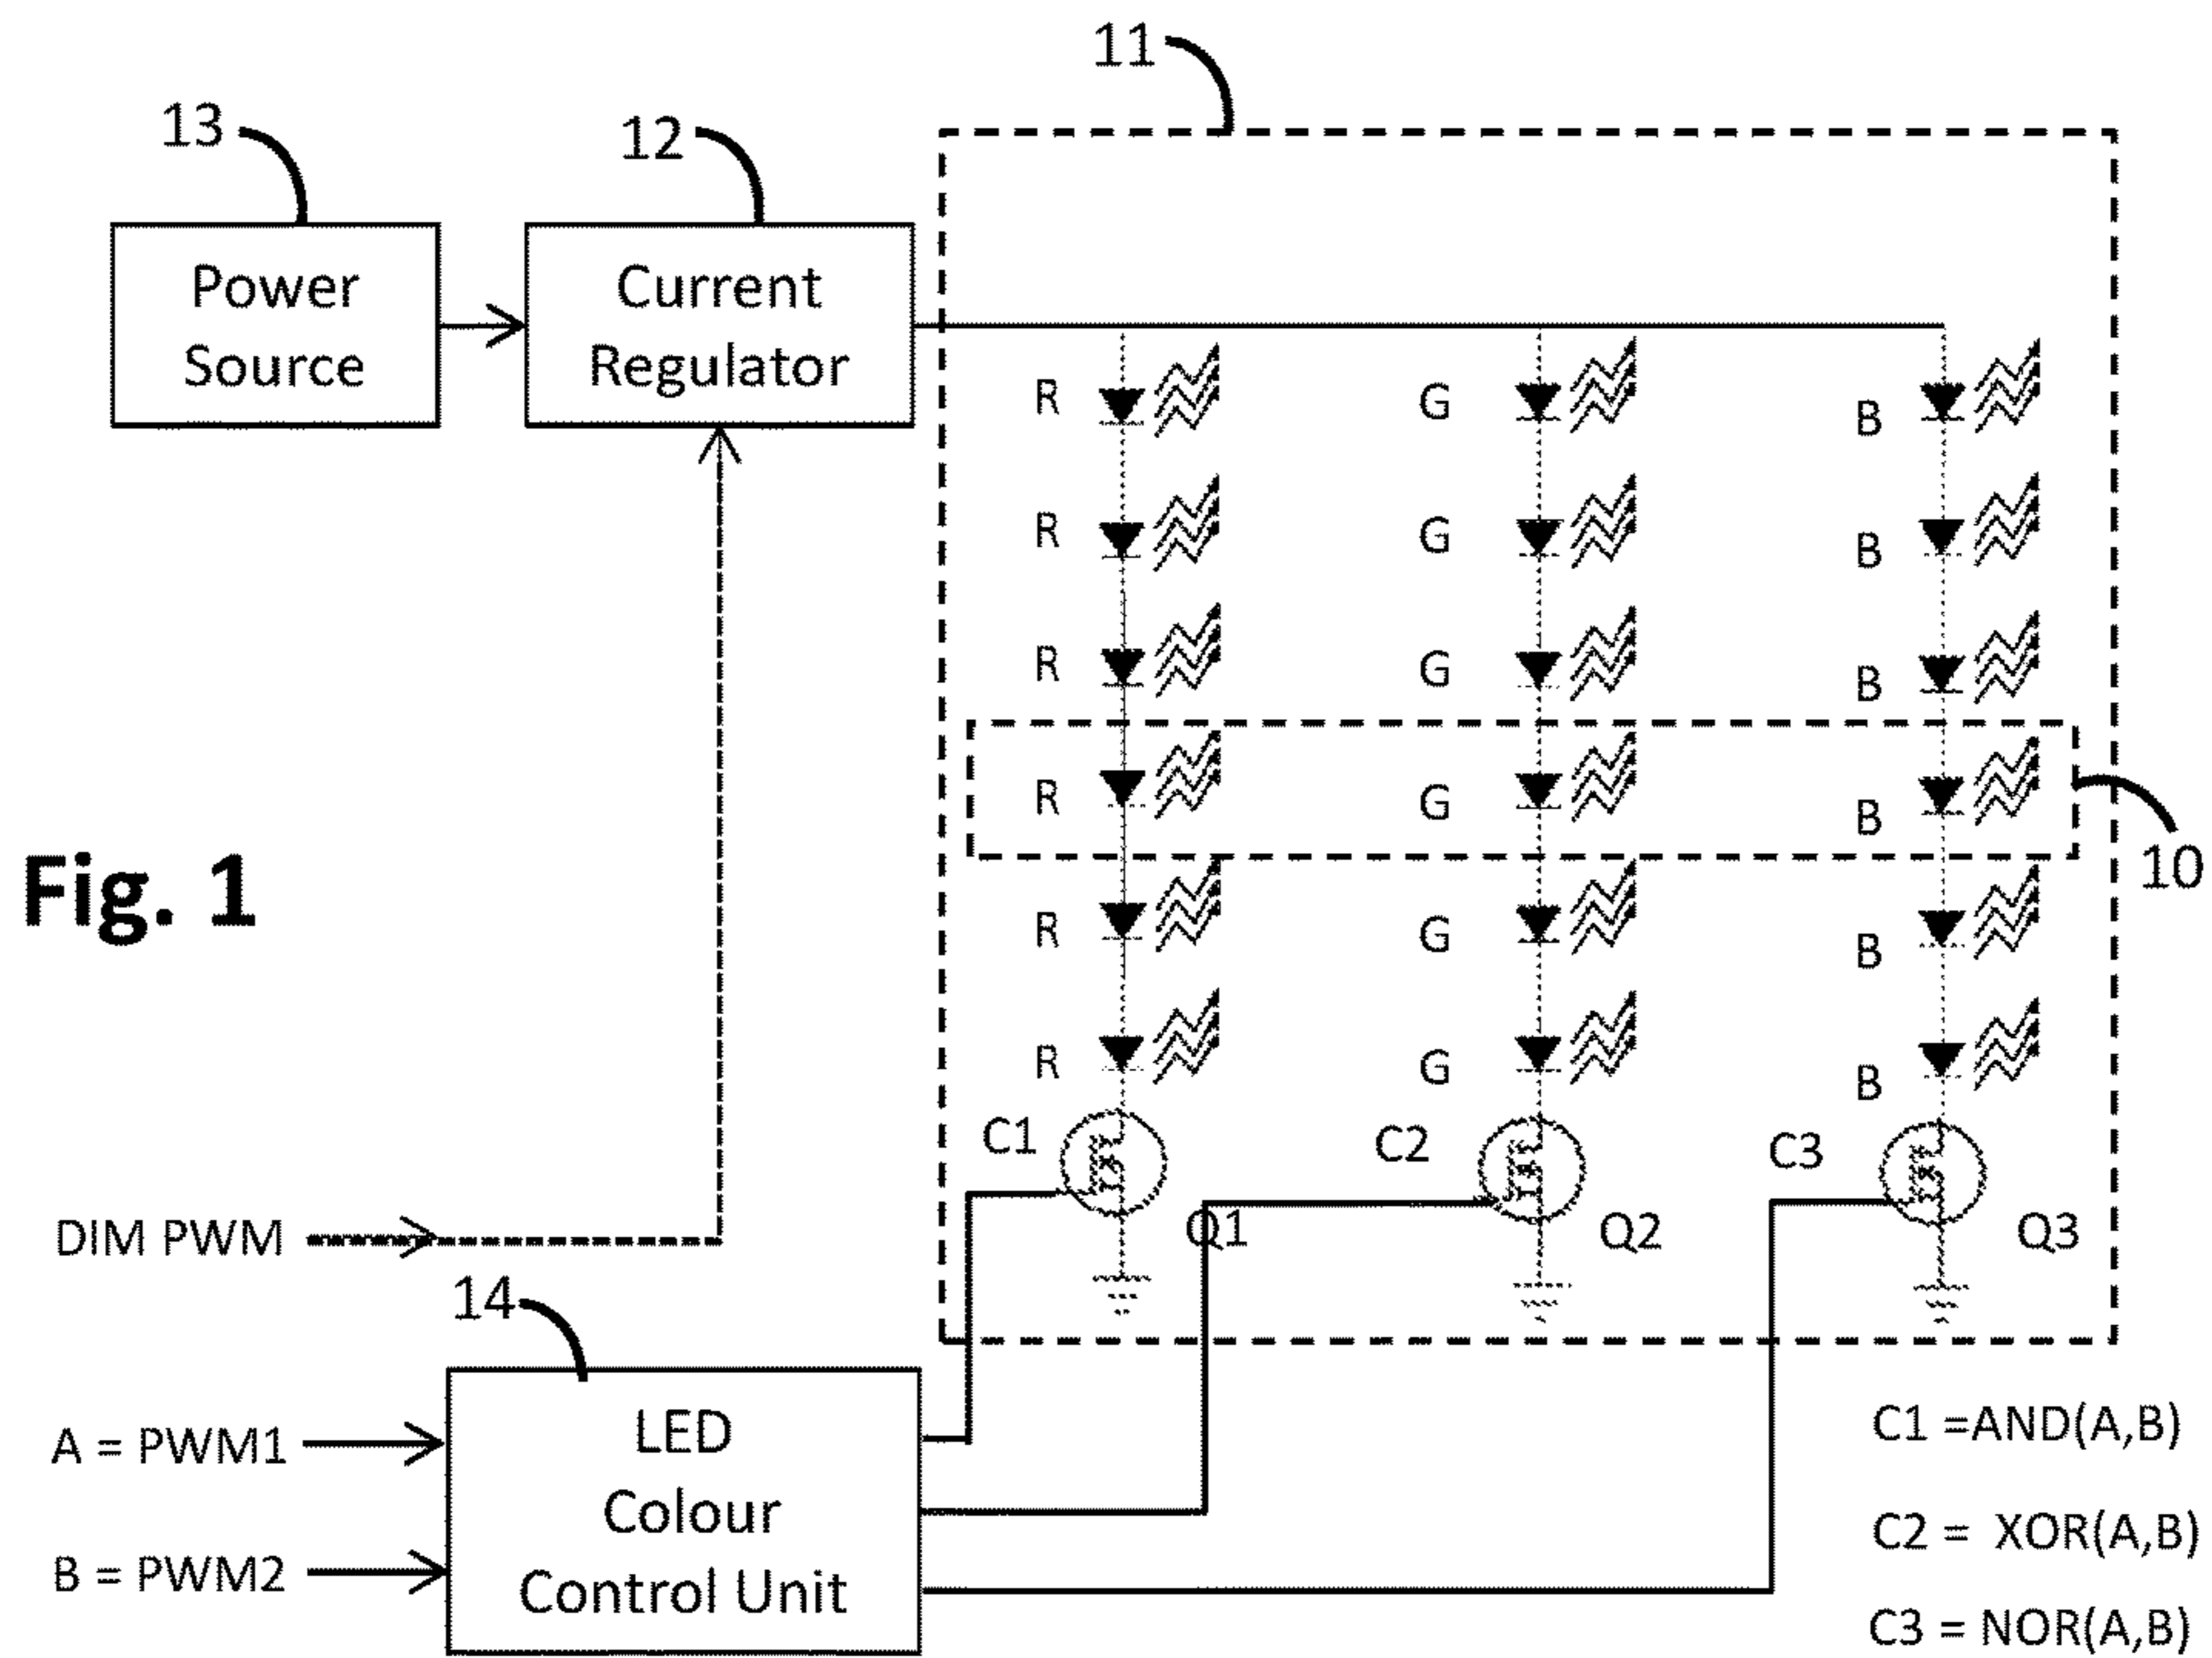 11
13
12
Power
Source
Current
Regulator
R G B
R G B
R G B
R G B
10
Fig. 1
R G B
R G B
C1 C2 C3
Q1 Q2 Q3
DIM PWM
14
A = PWM1
B = PWM2
LED
Colour
Control Unit
C1 =AND(A,B)
C2 = XOR(A,B)
C3 = NOR(A,B)